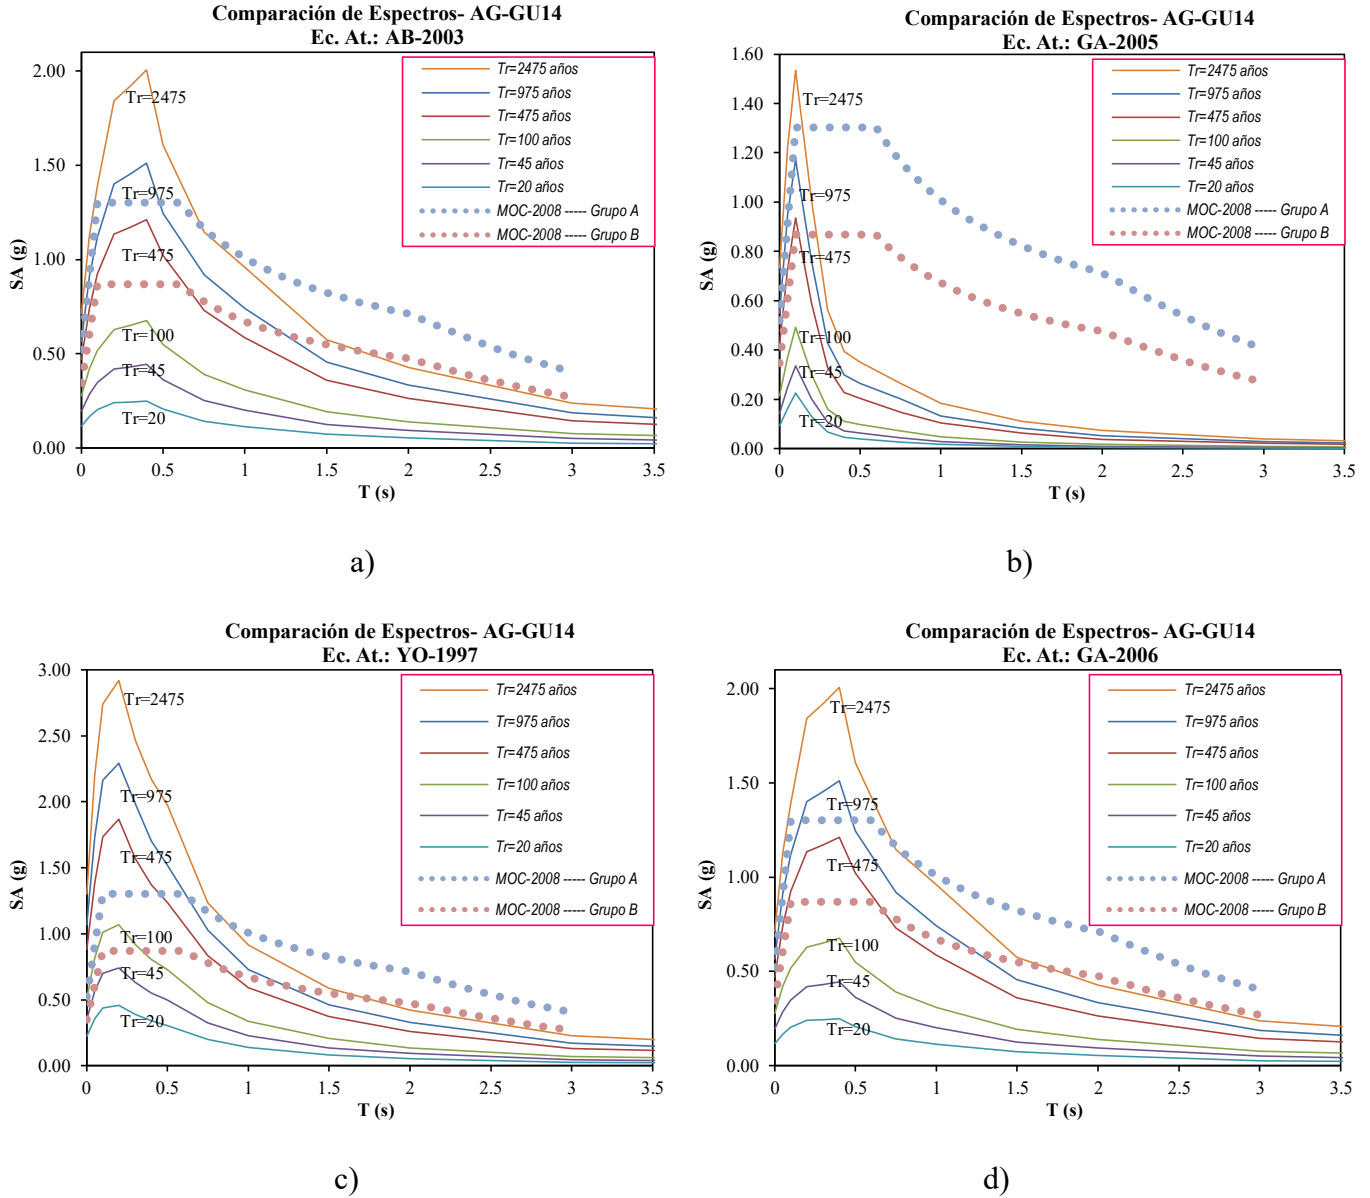 Comparación de Espectros- AG-GU14
Ec. At.: AB-2003
2.00
1.50
1.00
0.50
0.00
SA (g)
Tr=2475
Tr=975
Tr=475
Tr=100
Tr=45
Tr=20
Tr=2475 años
Tr=975 años
Tr=475 años
Tr=100 años
Tr=45 años
Tr=20 años
MOC-2008 ----- Grupo A
MOC-2008 ----- Grupo B
0 0.5 1 1.5 2 2.5 3 3.5
T (s)
a)
Comparación de Espectros- AG-GU14
Ec. At.: GA-2005
1.60
1.40
1.20
1.00
0.80
0.60
0.40
0.20
0.00
SA (g)
Tr=2475
Tr=975
Tr=475
Tr=100
Tr=45
Tr=20
Tr=2475 años
Tr=975 años
Tr=475 años
Tr=100 años
Tr=45 años
Tr=20 años
MOC-2008 ----- Grupo A
MOC-2008 ----- Grupo B
0 0.5 1 1.5 2 2.5 3 3.5
T (s)
b)
Comparación de Espectros- AG-GU14
Ec. At.: YO-1997
3.00
2.50
2.00
1.50
1.00
0.50
0.00
SA (g)
Tr=2475
Tr=975
Tr=475
Tr=100
Tr=45
Tr=20
Tr=2475 años
Tr=975 años
Tr=475 años
Tr=100 años
Tr=45 años
Tr=20 años
MOC-2008 ----- Grupo A
MOC-2008 ----- Grupo B
0 0.5 1 1.5 2 2.5 3 3.5
T (s)
c)
Comparación de Espectros- AG-GU14
Ec. At.: GA-2006
2.00
1.50
1.00
0.50
0.00
SA (g)
Tr=2475
Tr=975
Tr=475
Tr=100
Tr=45
Tr=20
Tr=2475 años
Tr=975 años
Tr=475 años
Tr=100 años
Tr=45 años
Tr=20 años
MOC-2008 ----- Grupo A
MOC-2008 ----- Grupo B
0 0.5 1 1.5 2 2.5 3 3.5
T (s)
d)